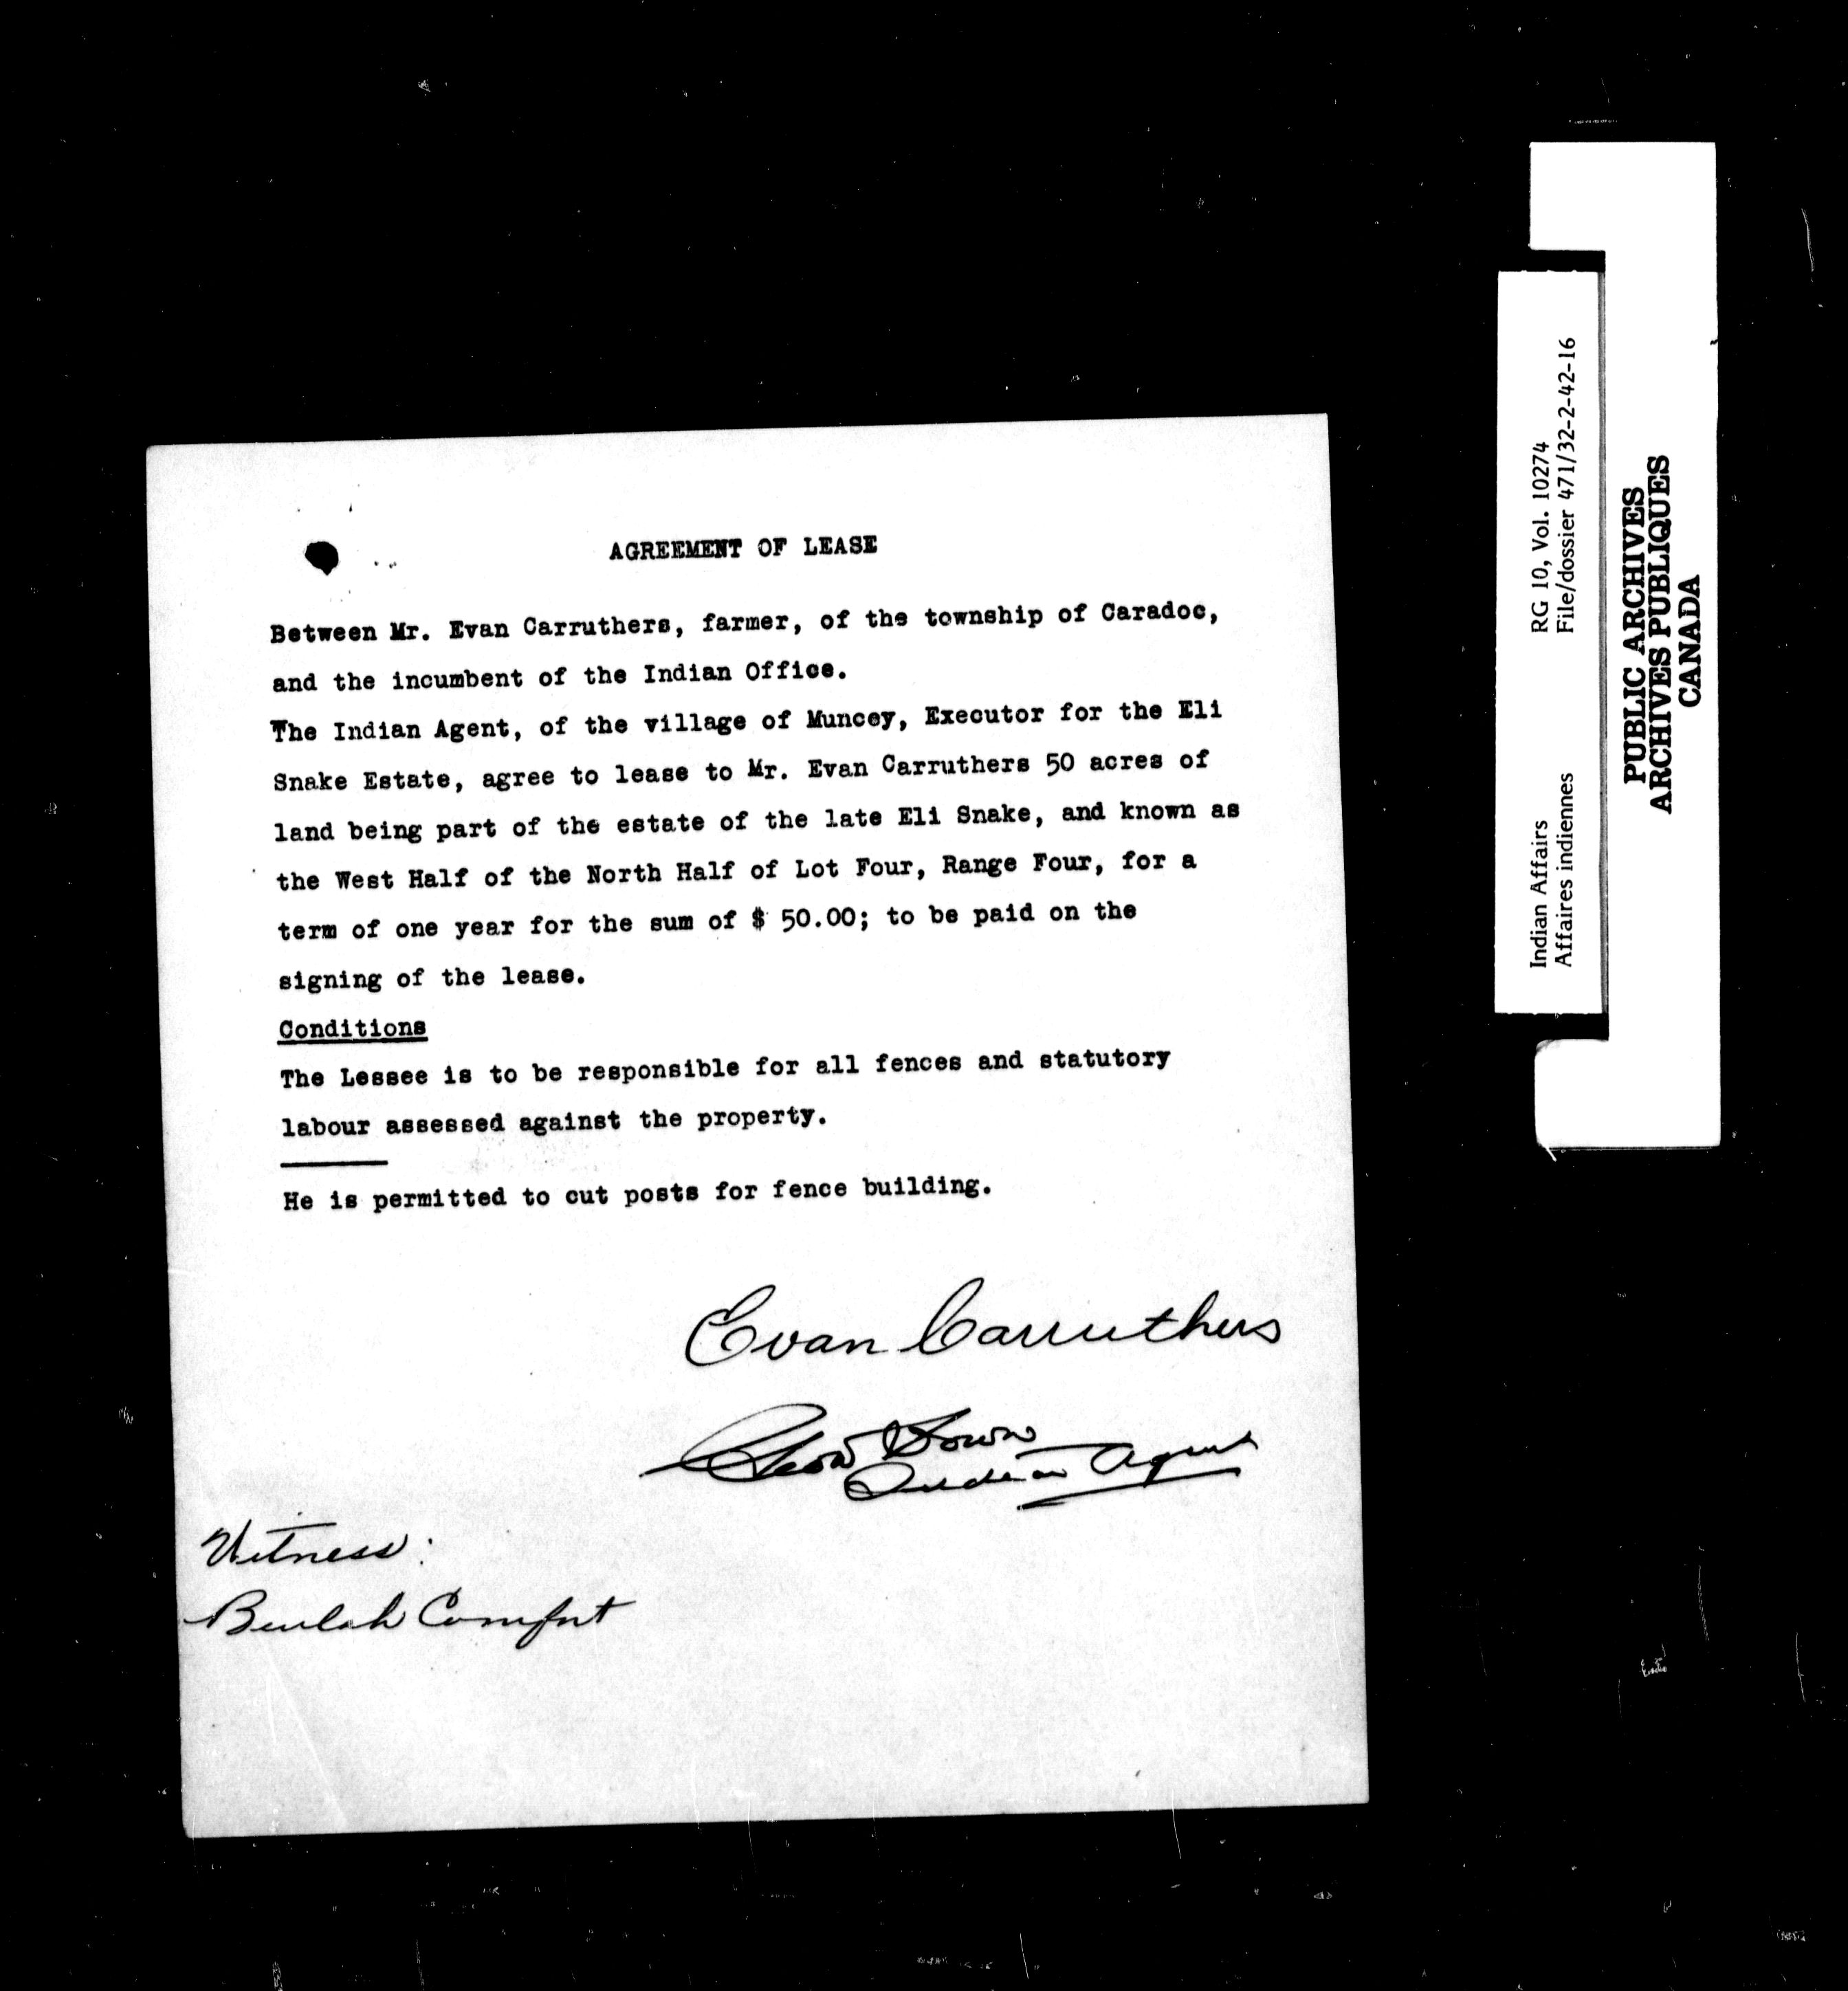 AGREEMENT OF LEASE
Between Mr. Evan Carruthers, farmer, of the township of Caradoc,
and the incumbent of the Indian Office.
The Indian Agent, of the village of Muncey, Executor for the Eli
Snake Estate, agree to lease to Mr. Evan Carruthers 50 acres of
land being part of the estate of the late Eli Snake, and known as
the West Half of the North Half of Lot Four, Range Four, for a
term of one year for the sum of $ 50.00; to be paid on the
signing of the lease.
Conditions
The Lessee is to be responsible for all fences and statutory
labour assessed against the property.
He is permitted to cut posts for fence building.
Evan Carruthers
Indian Agent
Witness:
Beulah Comfort
Indian Affairs RG 10, Vol. 10274
Affaires indiennes File/dossier 471/32-2-42-16
PUBLIC ARCHIVES
ARCHIVES PUBLIQUES
CANADA